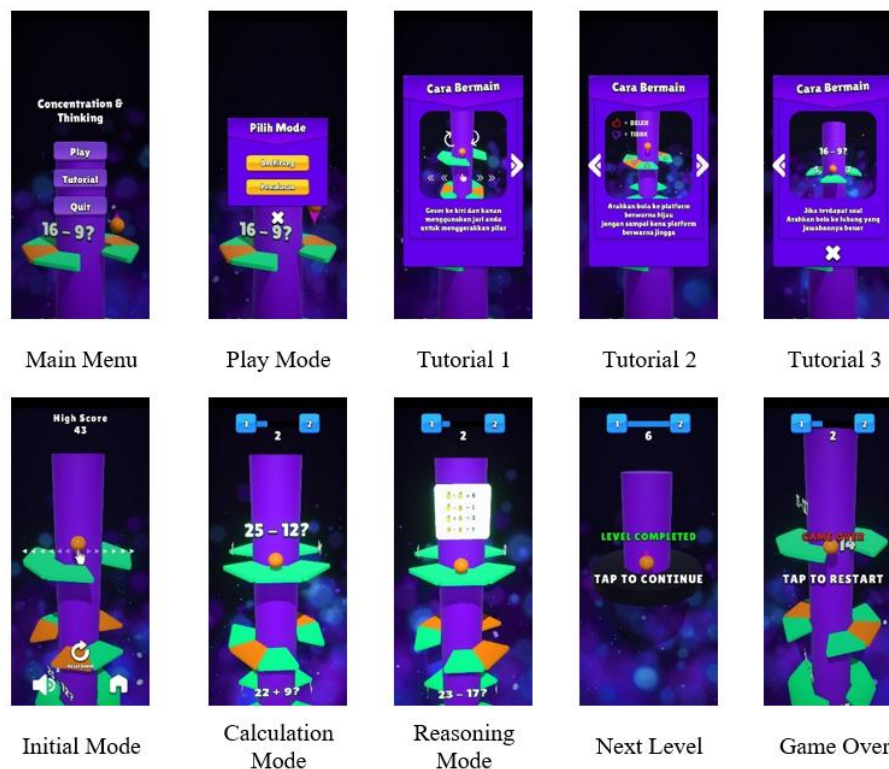 Concentration &
Thinking
Play
Tutorial
Quit
16 - 9?
Main Menu
Pilih Mode
Berhitung
Penalaran
16 - 9?
Play Mode
Cara Bermain
Geser ke kiri dan kanan
menggunakan jari anda
untuk menggerakkan pilar
Tutorial 1
Cara Bermain
= BOLEH
= TIDAK
Arahkan bola ke platform
berwarna hijau
jangan sampai kena platform
berwarna jingga
Tutorial 2
Cara Bermain
16 - 9?
Jika terdapat soal
Arahkan bola ke lubang yang
jawabannya benar
Tutorial 3
High Score
43
Initial Mode
1 2
2
25 - 12?
22 + 9?
Calculation
Mode
1 2
2
23 - 17?
Reasoning
Mode
1 2
6
LEVEL COMPLETED
TAP TO CONTINUE
Next Level
1 2
2
GAME OVER
14
TAP TO RESTART
Game Over